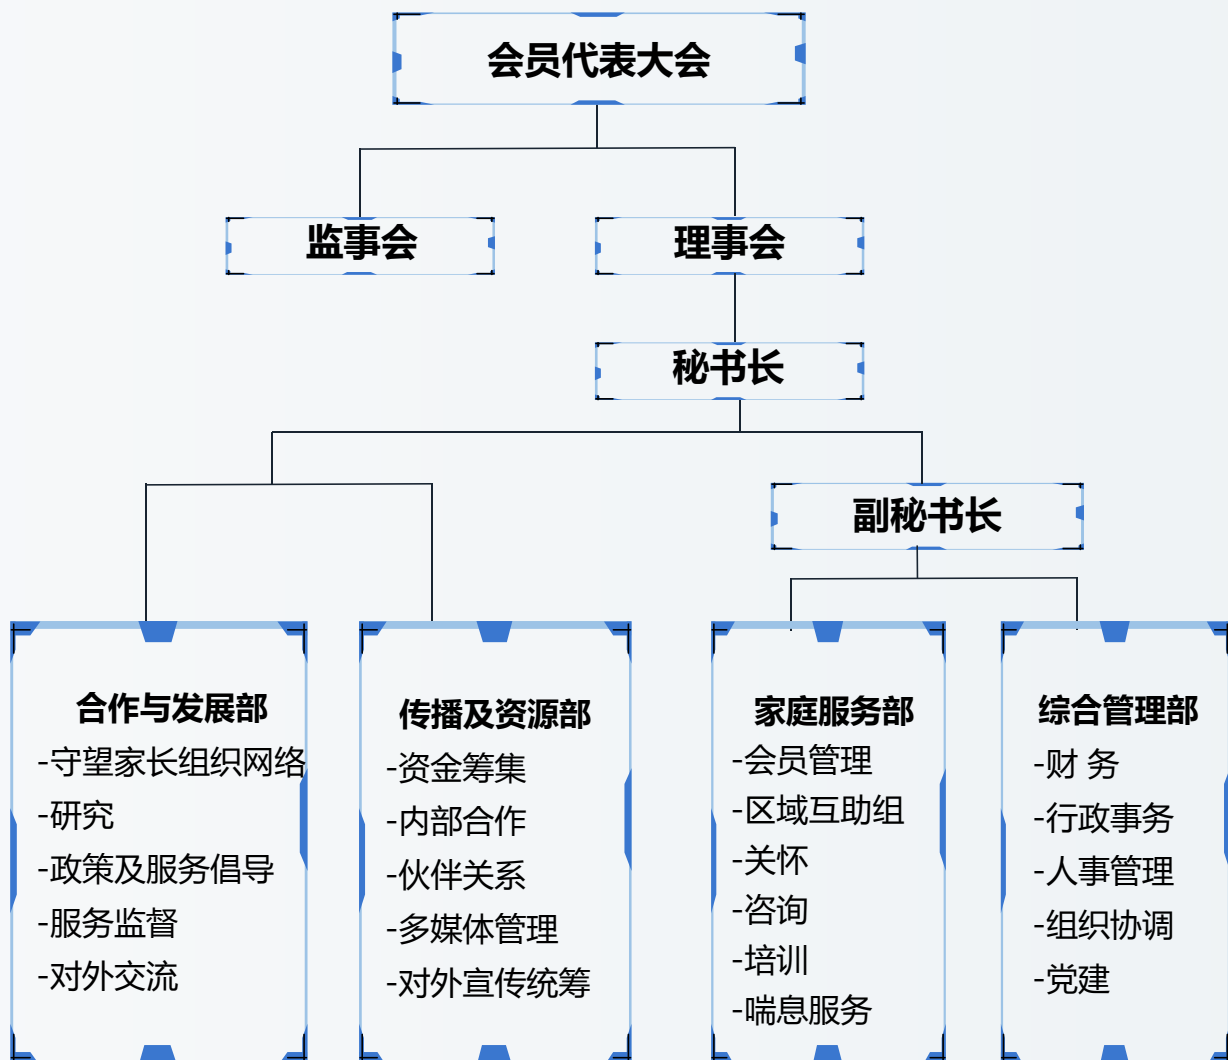 会员代表大会
监事会
理事会
秘书长
副秘书长
合作与发展部
-守望家长组织网络
-研究
-政策及服务倡导
-服务监督
-对外交流
传播及资源部
-资金筹集
-内部合作
-伙伴关系
-多媒体管理
-对外宣传统筹
家庭服务部
-会员管理
-区域互助组
-关怀
-咨询
-培训
-喘息服务
综合管理部
-财 务
-行政事务
-人事管理
-组织协调
-党建